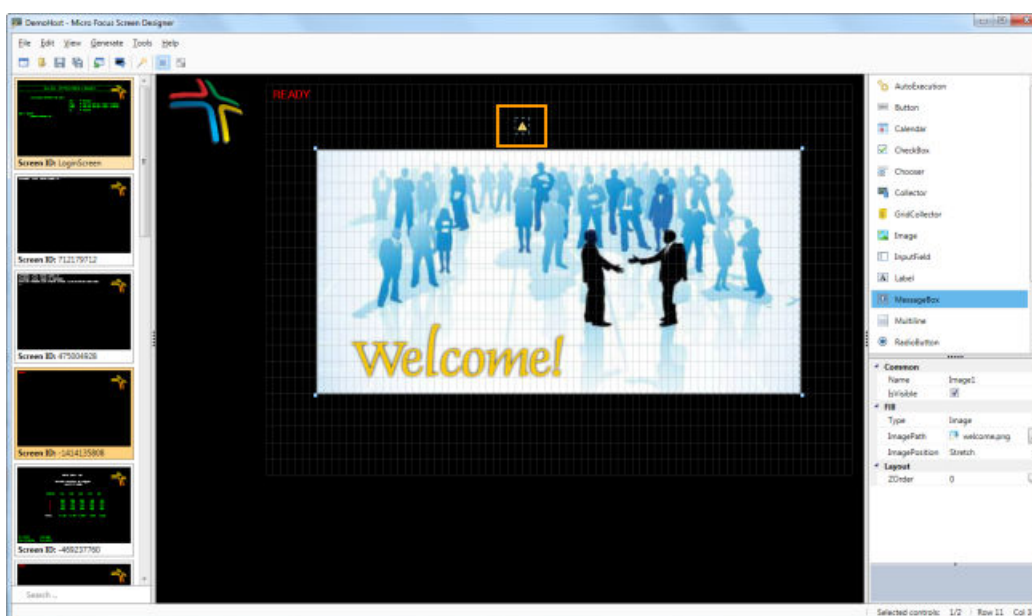 DemoHost - Micro Focus Screen Designer
File Edit View Generate Tools Help
Screen ID: LoginScreen
Screen ID: 712179712
Screen ID: 475004928
Screen ID: -1414135808
Screen ID: -469237760
Search ...
READY
Welcome!
AutoExecution
Button
Calendar
CheckBox
Chooser
Collector
GridCollector
Image
InputField
Label
MessageBox
Multiline
RadioButton
Common
Name Image1
IsVisible
Fill
Type Image
ImagePath welcome.png
ImagePosition Stretch
Layout
ZOrder 0
Selected controls: 1/2 Row 11 Col